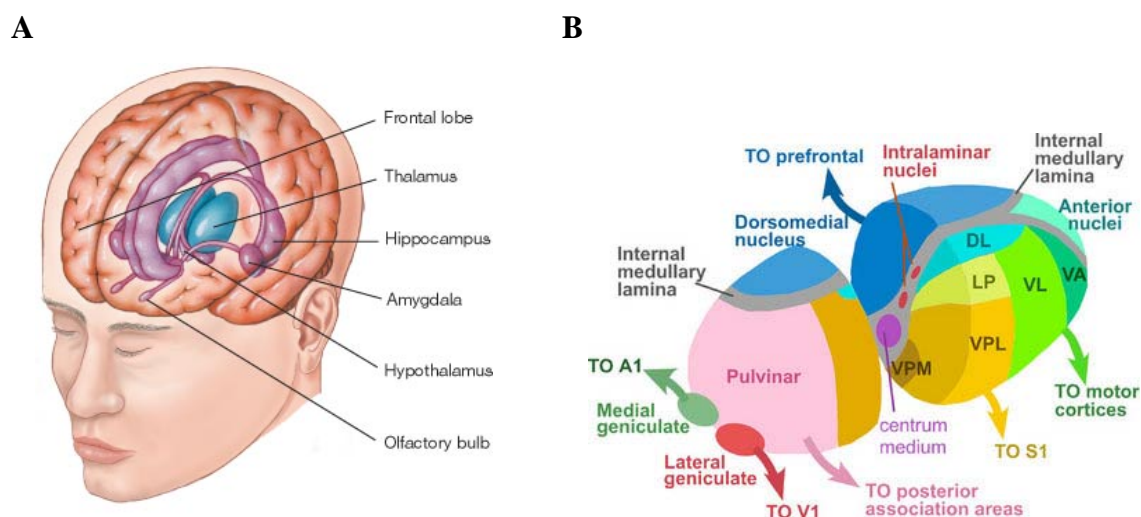 A
Frontal lobe
Thalamus
Hippocampus
Amygdala
Hypothalamus
Olfactory bulb
B
TO prefrontal
Intralaminar
nuclei
Internal
medullary
lamina
Dorsomedial
nucleus
Anterior
nuclei
Internal
medullary
lamina
DL
LP
VL
VA
VPL
VPM
Pulvinar
TO A1
Medial
geniculate
centrum
medium
TO motor
cortices
TO S1
Lateral
geniculate
TO V1
TO posterior
association areas